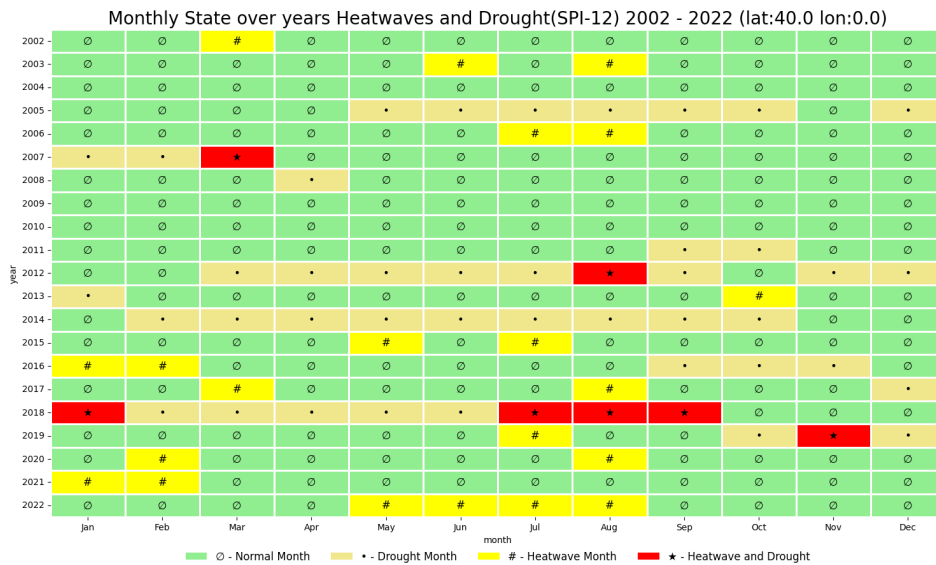 Monthly State over years Heatwaves and Drought(SPI-12) 2002 - 2022 (lat:40.0 lon:0.0)
year
2002 ∅ ∅ # ∅ ∅ ∅ ∅ ∅ ∅ ∅ ∅ ∅
2003 ∅ ∅ ∅ ∅ ∅ # ∅ # ∅ ∅ ∅ ∅
2004 ∅ ∅ ∅ ∅ ∅ ∅ ∅ ∅ ∅ ∅ ∅ ∅
2005 ∅ ∅ ∅ ∅ • • • • • • ∅ •
2006 ∅ ∅ ∅ ∅ ∅ ∅ # # ∅ ∅ ∅ ∅
2007 • • ★ ∅ ∅ ∅ ∅ ∅ ∅ ∅ ∅ ∅
2008 ∅ ∅ ∅ • ∅ ∅ ∅ ∅ ∅ ∅ ∅ ∅
2009 ∅ ∅ ∅ ∅ ∅ ∅ ∅ ∅ ∅ ∅ ∅ ∅
2010 ∅ ∅ ∅ ∅ ∅ ∅ ∅ ∅ ∅ ∅ ∅ ∅
2011 ∅ ∅ ∅ ∅ ∅ ∅ ∅ ∅ • • ∅ ∅
2012 ∅ ∅ • • • • • ★ • ∅ • •
2013 • ∅ ∅ ∅ ∅ ∅ ∅ ∅ ∅ # ∅ ∅
2014 ∅ • • • • • • • • • ∅ ∅
2015 ∅ ∅ ∅ ∅ # ∅ # ∅ ∅ ∅ ∅ ∅
2016 # # ∅ ∅ ∅ ∅ ∅ ∅ • • • ∅
2017 ∅ ∅ # ∅ ∅ ∅ ∅ # ∅ ∅ ∅ •
2018 ★ • • • • • ★ ★ ★ ∅ ∅ ∅
2019 ∅ ∅ ∅ ∅ ∅ ∅ # ∅ ∅ • ★ •
2020 ∅ # ∅ ∅ ∅ ∅ ∅ # ∅ ∅ ∅ ∅
2021 # # ∅ ∅ ∅ ∅ ∅ ∅ ∅ ∅ ∅ ∅
2022 ∅ ∅ ∅ ∅ # # # # ∅ ∅ ∅ ∅
Jan Feb Mar Apr May Jun Jul Aug Sep Oct Nov Dec
month
∅ - Normal Month • - Drought Month # - Heatwave Month ★ - Heatwave and Drought